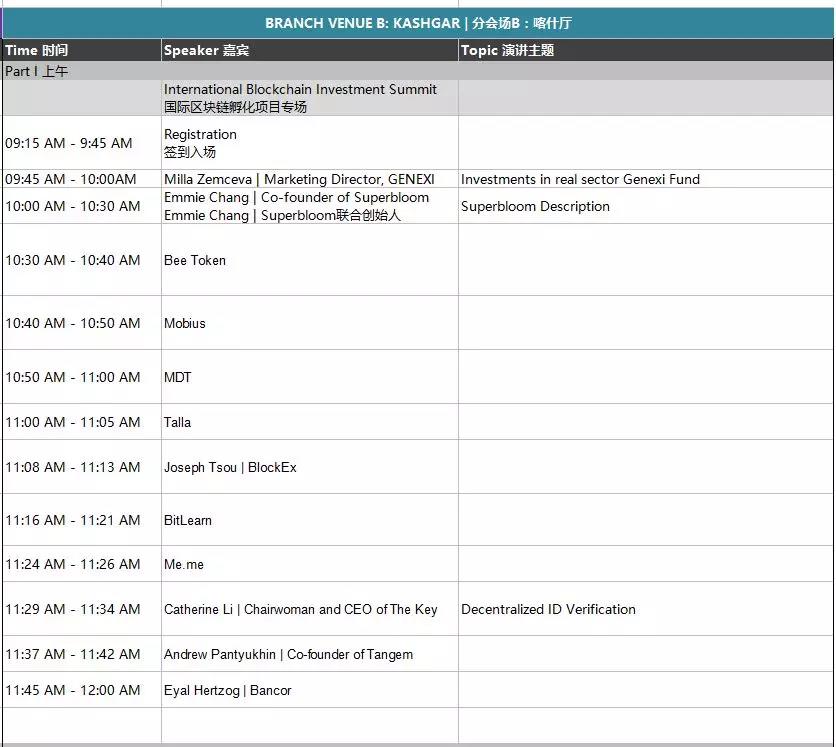 BRANCH VENUE B: KASHGAR | 分会场B：喀什厅
Time 时间 Speaker 嘉宾 Topic 演讲主题
Part I 上午
International Blockchain Investment Summit
国际区块链孵化项目专场
09:15 AM - 9:45 AM Registration
签到入场
09:45 AM - 10:00AM Milla Zemceva | Marketing Director, GENEXI Investments in real sector Genexi Fund
10:00 AM - 10:30 AM Emmie Chang | Co-founder of Superbloom
Emmie Chang | Superbloom联合创始人 Superbloom Description
10:30 AM - 10:40 AM Bee Token
10:40 AM - 10:50 AM Mobius
10:50 AM - 11:00 AM MDT
11:00 AM - 11:05 AM Talla
11:08 AM - 11:13 AM Joseph Tsou | BlockEx
11:16 AM - 11:21 AM BitLearn
11:24 AM - 11:26 AM Me.me
11:29 AM - 11:34 AM Catherine Li | Chairwoman and CEO of The Key Decentralized ID Verification
11:37 AM - 11:42 AM Andrew Pantyukhin | Co-founder of Tangem
11:45 AM - 12:00 AM Eyal Hertzog | Bancor